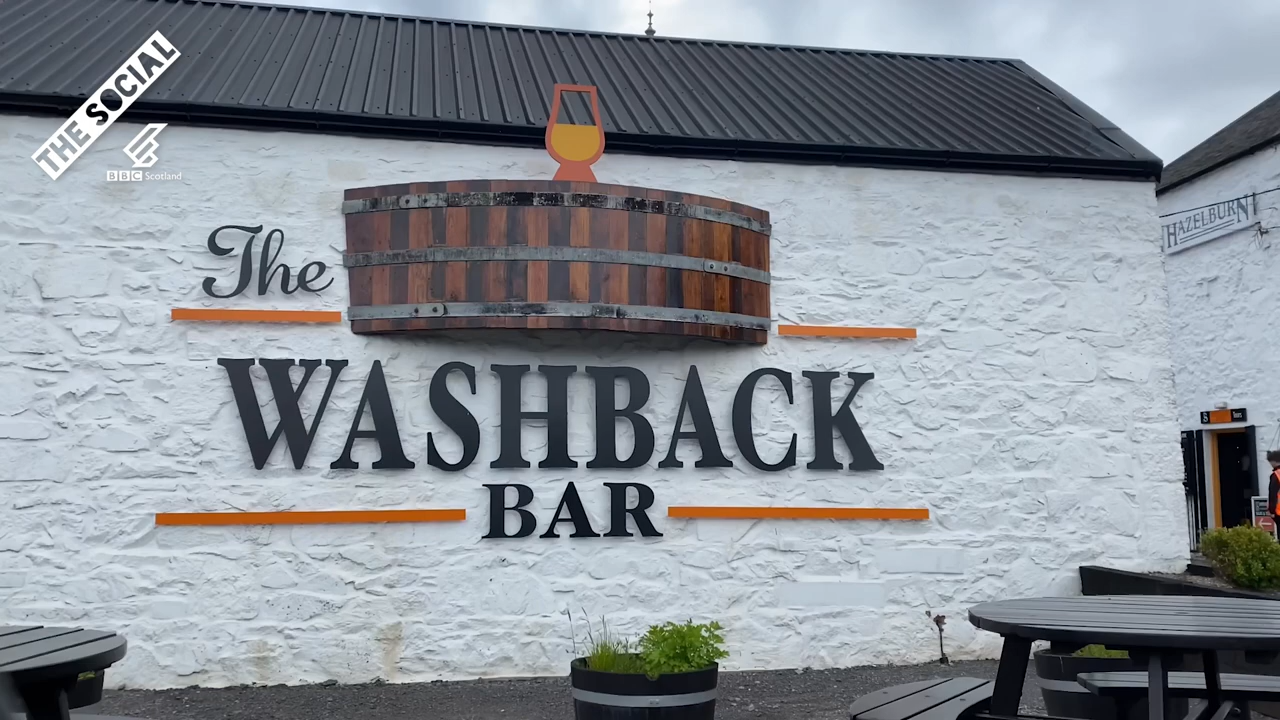 THE SOCIAL
BBC Scotland
The
WASHBACK
BAR
HAZELBURN